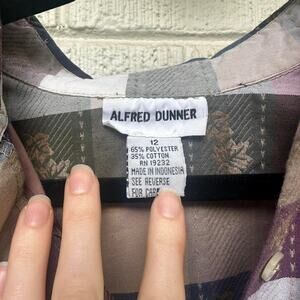 ALFRED DUNNER
12
65% POLYESTER
35% COTTON
RN 19232
MADE IN INDONESIA
SEE REVERSE
FOR CARE